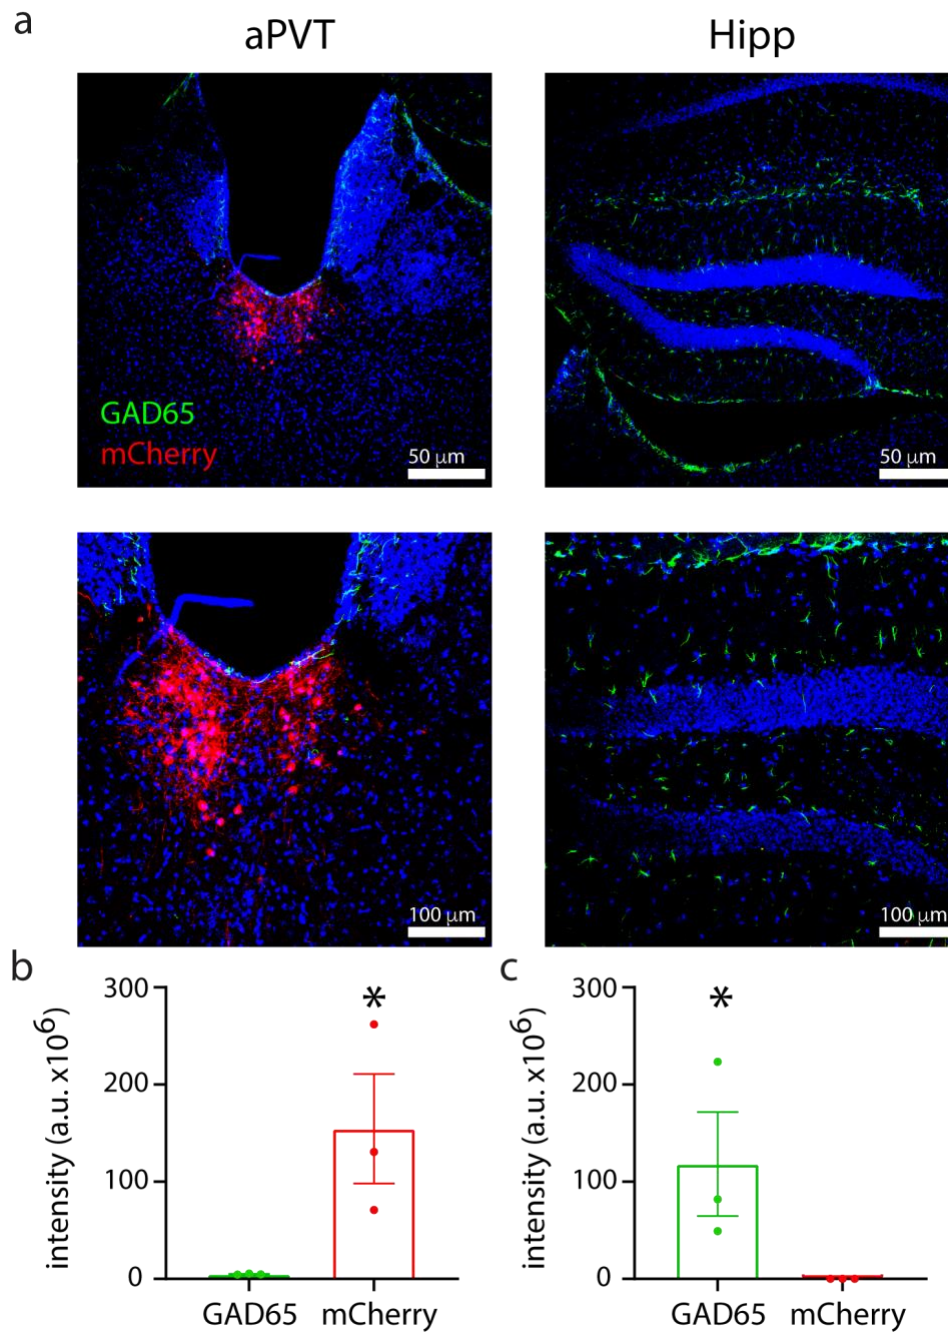 a
aPVT
Hipp
GAD65
mCherry
50 μm
50 μm
100 μm
100 μm
b
c
intensity (a.u. x10⁶)
300
200
100
0
*
GAD65
mCherry
intensity (a.u. x10⁶)
300
200
100
0
*
GAD65
mCherry